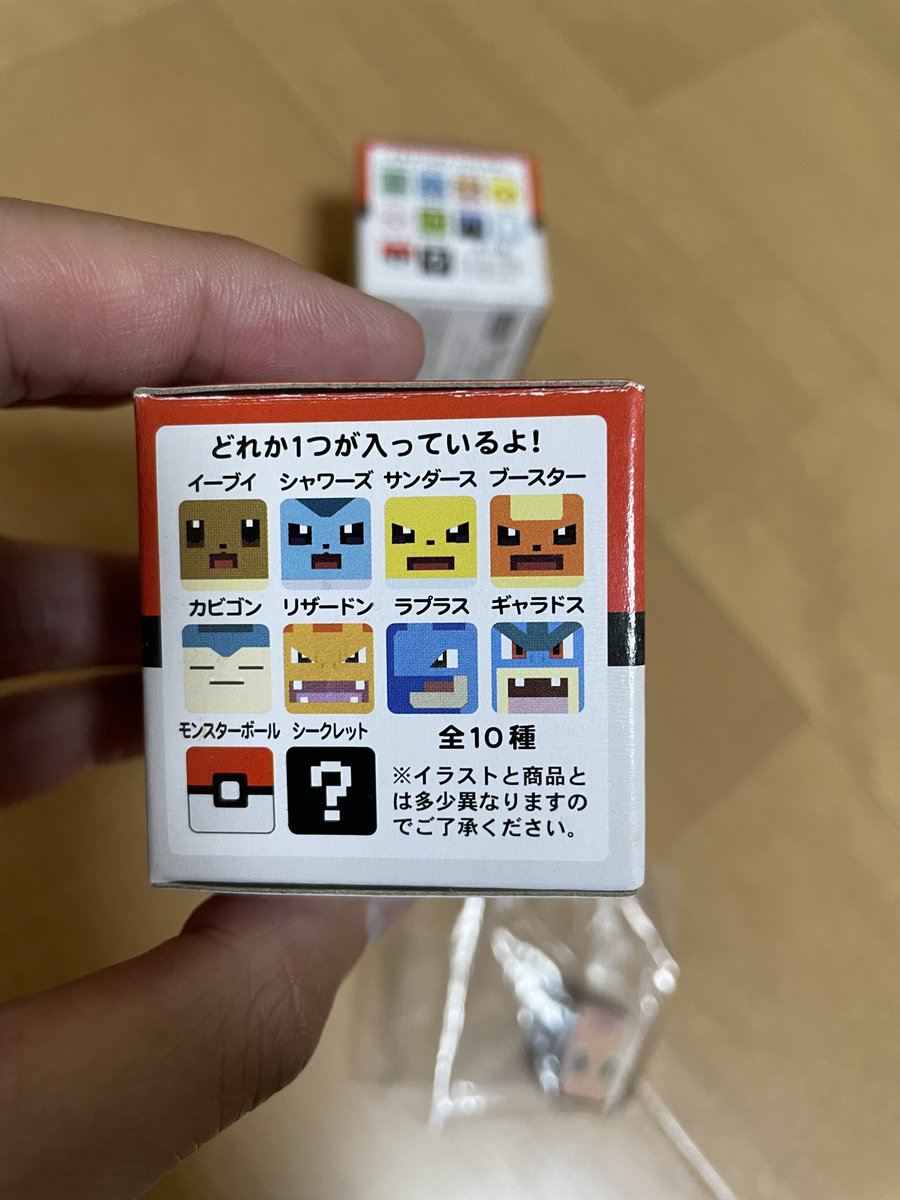 どれか1つが入っているよ!
イーブイ シャワーズ サンダース ブースター
カビゴン リザードン ラプラス ギャラドス
モンスターボール シークレット
全10種
?
※イラストと商品と
は多少異なりますの
でご了承ください。